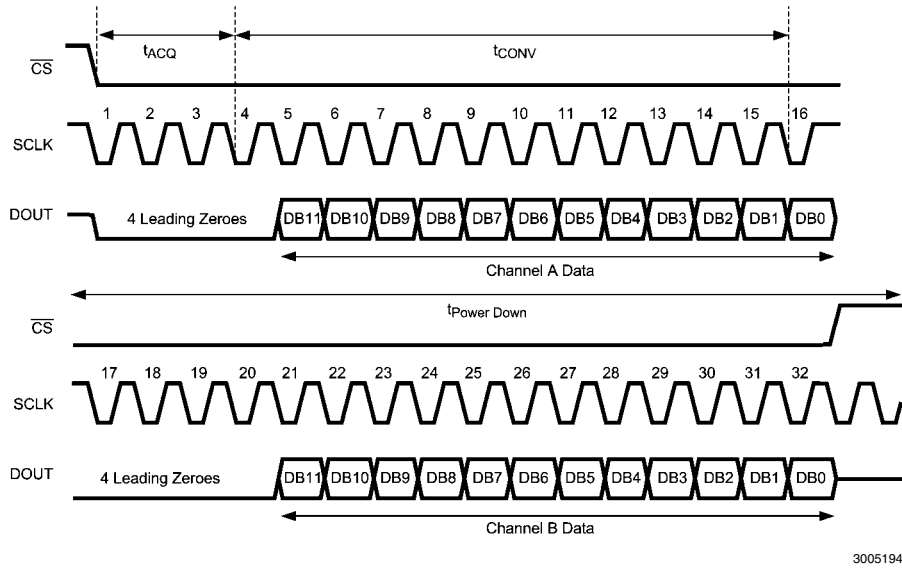 tACQ tCONV
CS
1 2 3 4 5 6 7 8 9 10 11 12 13 14 15 16
SCLK
DOUT 4 Leading Zeroes DB11 DB10 DB9 DB8 DB7 DB6 DB5 DB4 DB3 DB2 DB1 DB0
Channel A Data
tPower Down
CS
17 18 19 20 21 22 23 24 25 26 27 28 29 30 31 32
SCLK
DOUT 4 Leading Zeroes DB11 DB10 DB9 DB8 DB7 DB6 DB5 DB4 DB3 DB2 DB1 DB0
Channel B Data
3005194